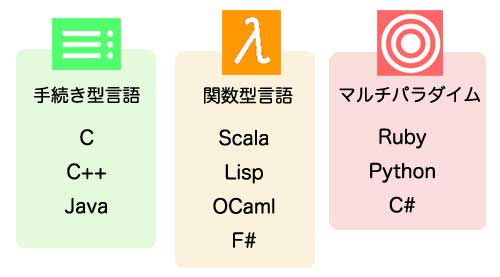 λ
手続き型言語
C
C++
Java
関数型言語
Scala
Lisp
OCaml
F#
マルチパラダイム
Ruby
Python
C#